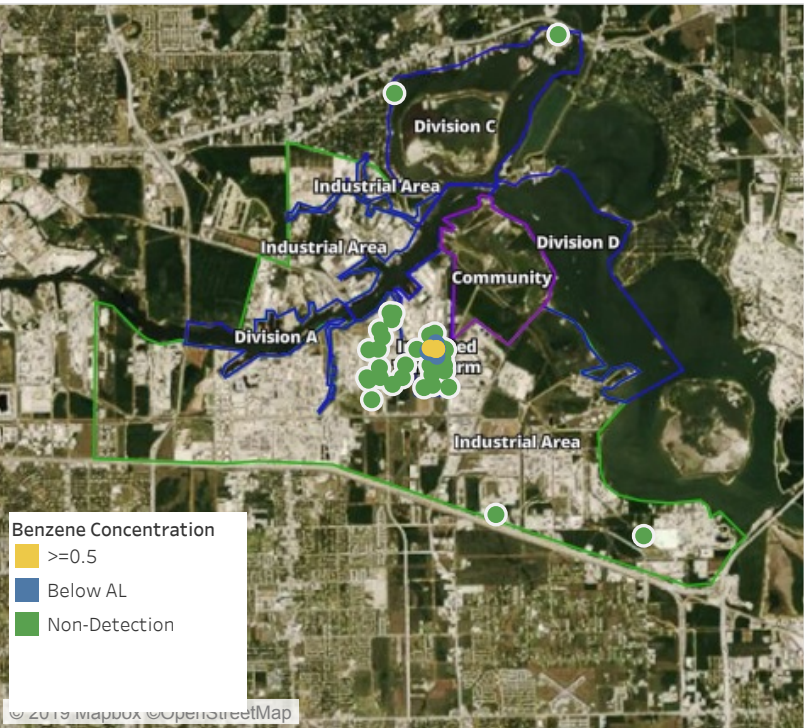 Division C
Industrial Area
Division D
Industrial Area
Community
Division A
Industrial Area
Benzene Concentration
>=0.5
Below AL
Non-Detection
© 2019 Mapbox ©OpenStreetMap